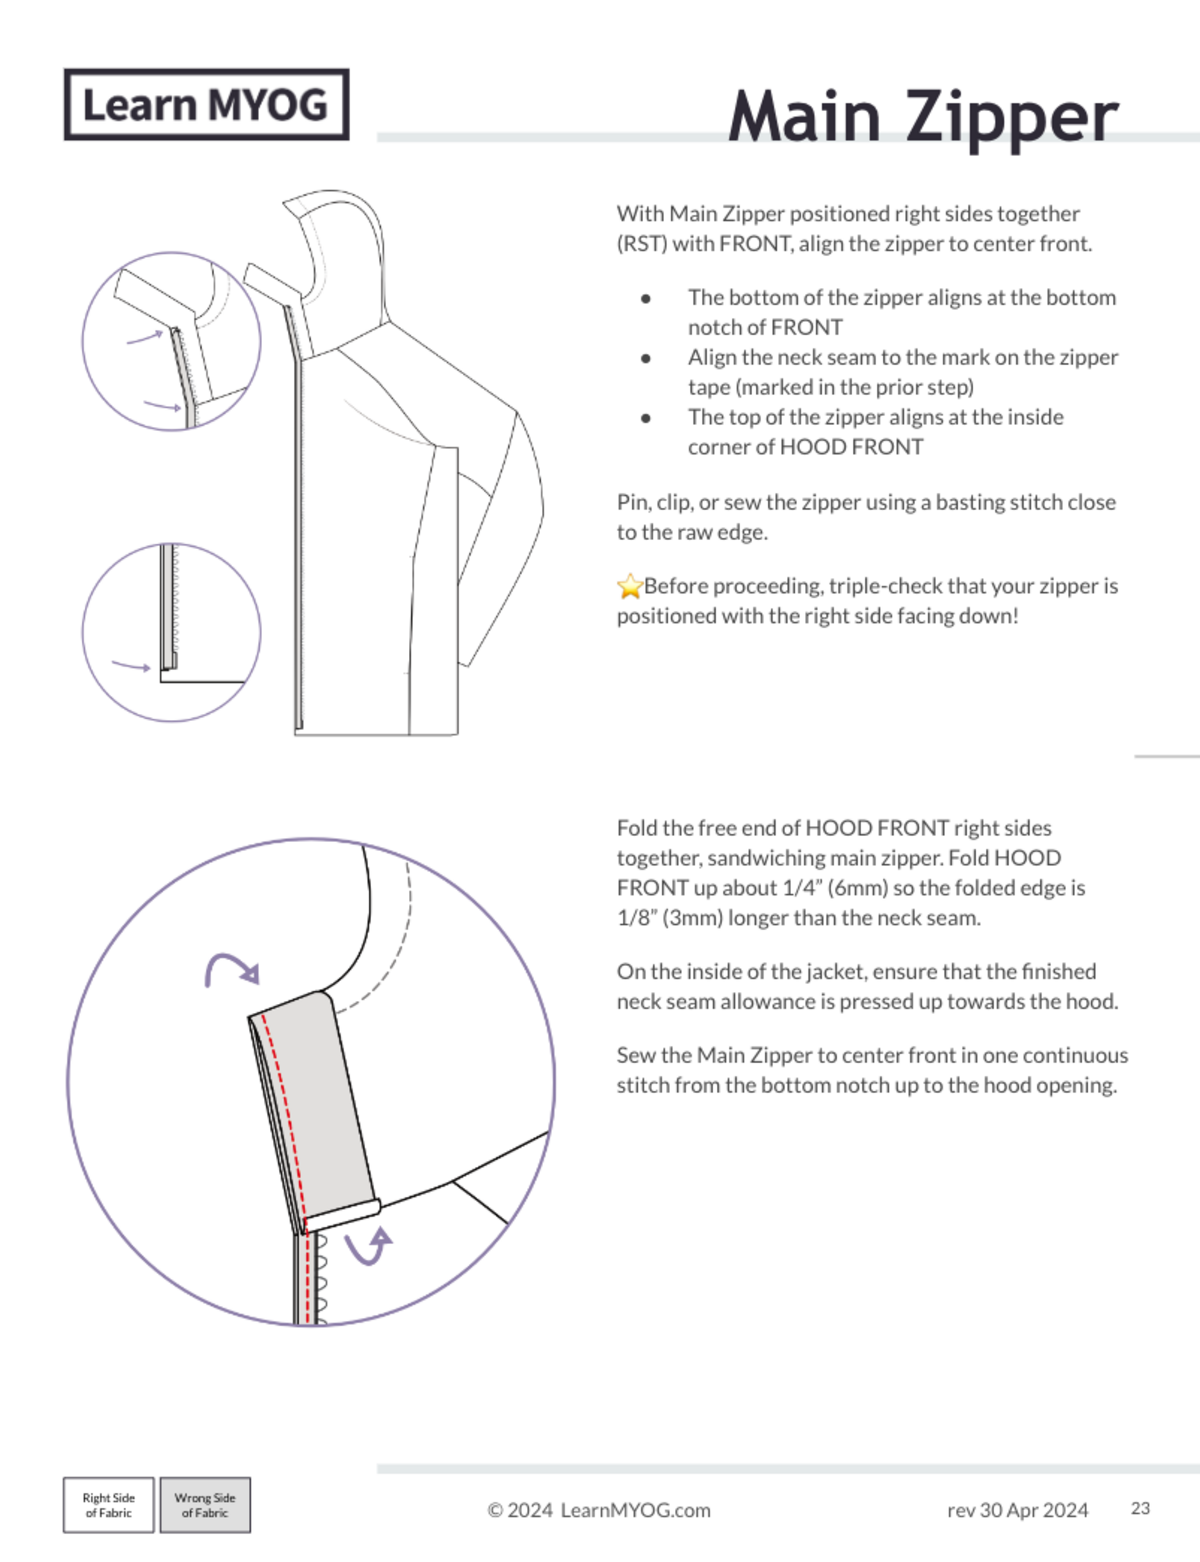 Learn MYOG
Main Zipper
With Main Zipper positioned right sides together
(RST) with FRONT, align the zipper to center front.
● The bottom of the zipper aligns at the bottom
notch of FRONT
● Align the neck seam to the mark on the zipper
tape (marked in the prior step)
● The top of the zipper aligns at the inside
corner of HOOD FRONT
Pin, clip, or sew the zipper using a basting stitch close
to the raw edge.
⭐Before proceeding, triple-check that your zipper is
positioned with the right side facing down!
Fold the free end of HOOD FRONT right sides
together, sandwiching main zipper. Fold HOOD
FRONT up about 1/4” (6mm) so the folded edge is
1/8” (3mm) longer than the neck seam.
On the inside of the jacket, ensure that the finished
neck seam allowance is pressed up towards the hood.
Sew the Main Zipper to center front in one continuous
stitch from the bottom notch up to the hood opening.
Right Side
of Fabric
Wrong Side
of Fabric
© 2024 LearnMYOG.com
rev 30 Apr 2024
23